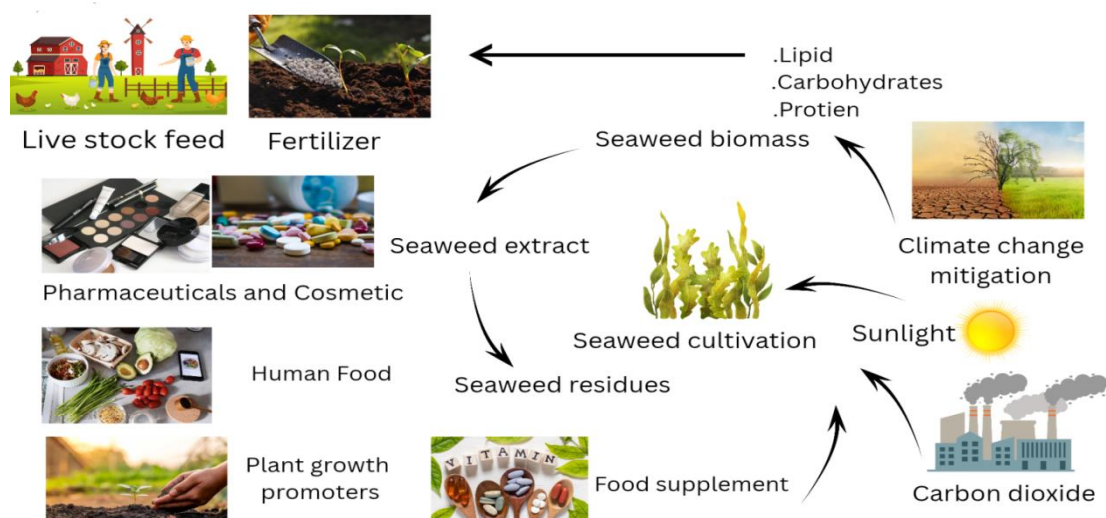 .Lipid
.Carbohydrates
.Protien
Live stock feed
Fertilizer
Seaweed biomass
Seaweed extract
Climate change
mitigation
Pharmaceuticals and Cosmetic
Seaweed cultivation
Sunlight
Human Food
Seaweed residues
Plant growth
promoters
VITAMIN
Food supplement
Carbon dioxide